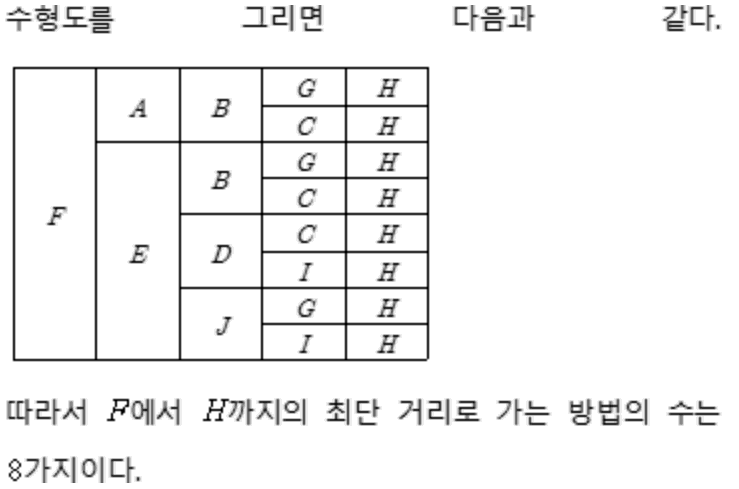 수형도를 그리면 다음과 같다.
F A B G H
C H
E B G H
C H
D C H
I H
J G H
I H
따라서 F에서 H까지의 최단 거리로 가는 방법의 수는
8가지이다.